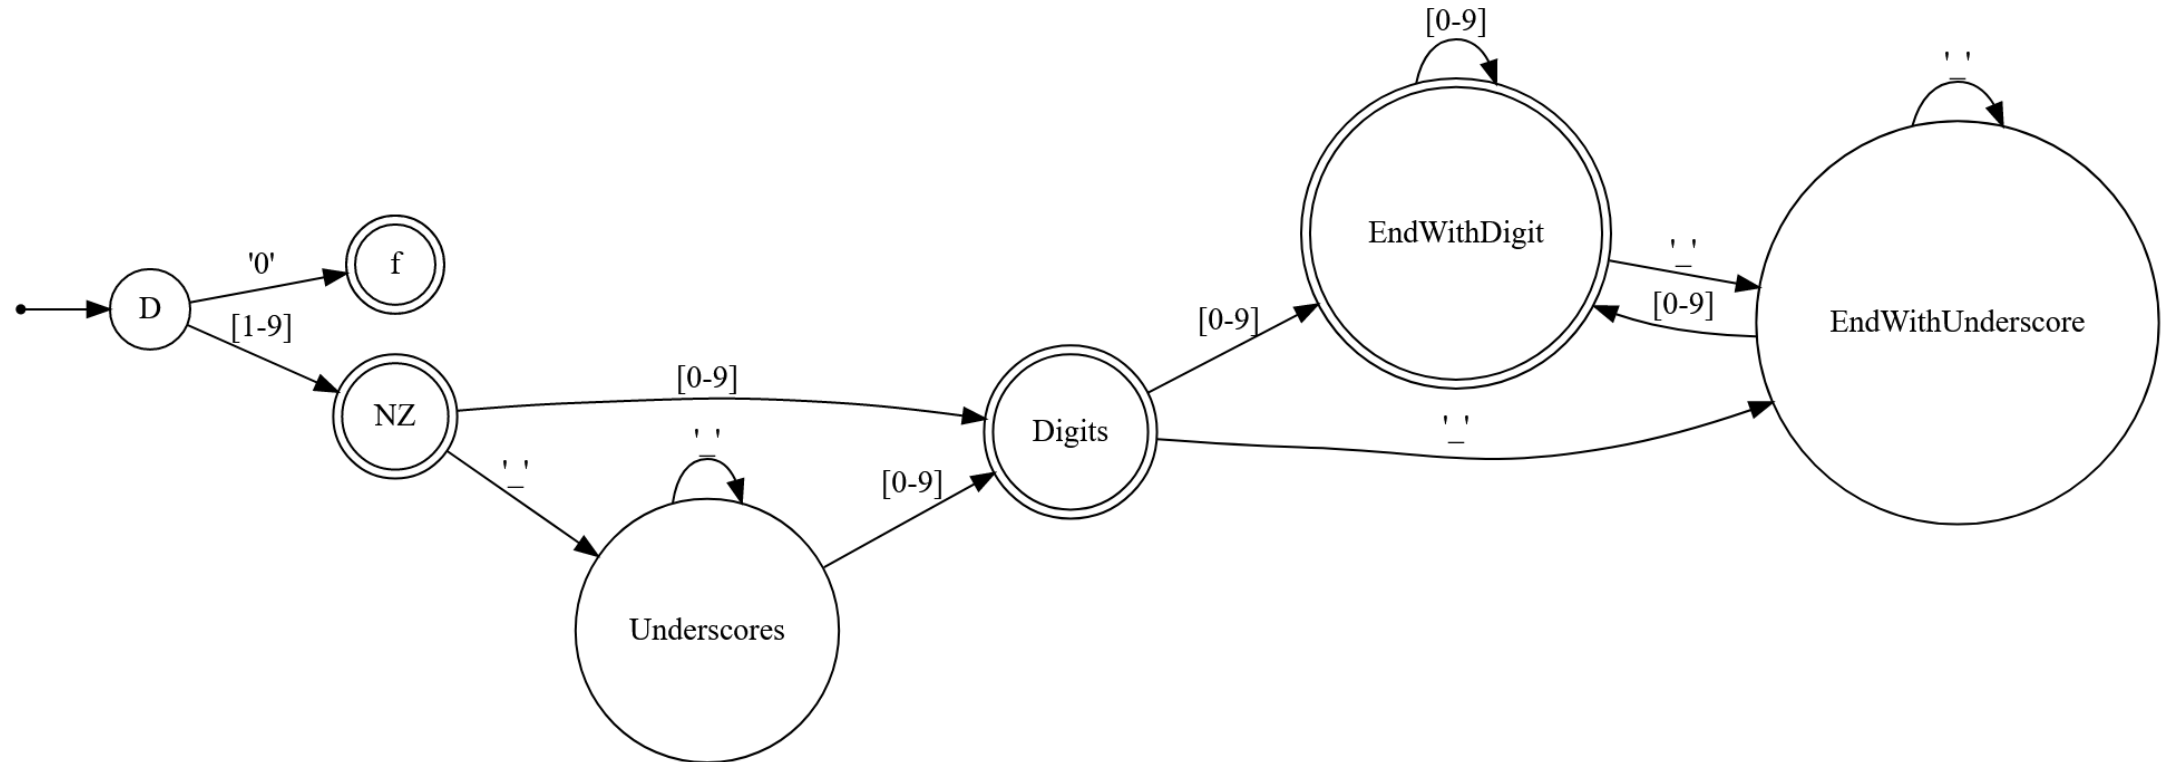 [0-9]
'_'
EndWithDigit
'_'
[0-9]
EndWithUnderscore
'0'
f
D
[1-9]
[0-9]
NZ
[0-9]
'_'
Digits
'_'
'_'
[0-9]
'_'
Underscores